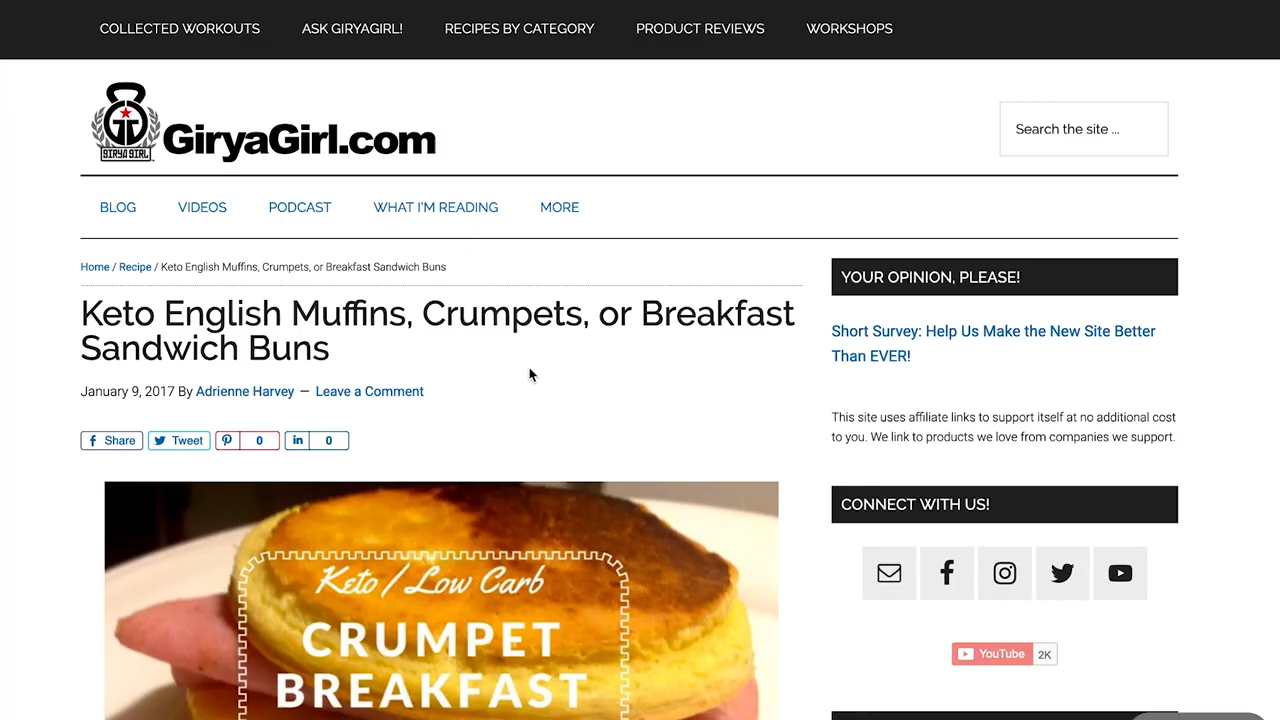 COLLECTED WORKOUTS ASK GIRYAGIRL! RECIPES BY CATEGORY PRODUCT REVIEWS WORKSHOPS
GIRYA GIRL
GiryaGirl.com
Search the site ...
BLOG VIDEOS PODCAST WHAT I'M READING MORE
Home / Recipe / Keto English Muffins, Crumpets, or Breakfast Sandwich Buns
Keto English Muffins, Crumpets, or Breakfast
Sandwich Buns
January 9, 2017 By Adrienne Harvey — Leave a Comment
Share Tweet 0 0
Keto / Low Carb
CRUMPET
BREAKFAST
YOUR OPINION, PLEASE!
Short Survey: Help Us Make the New Site Better
Than EVER!
This site uses affiliate links to support itself at no additional cost
to you. We link to products we love from companies we support.
CONNECT WITH US!
YouTube 2K